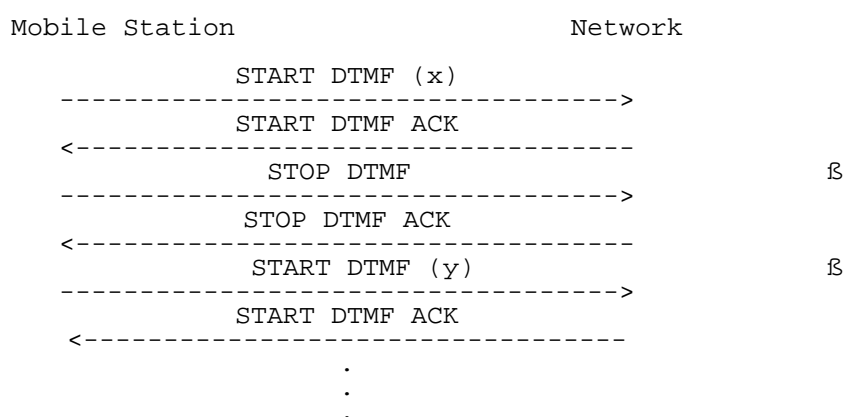 Mobile Station Network
START DTMF (x)
----------------------------------->
START DTMF ACK
<-----------------------------------
STOP DTMF ß
----------------------------------->
STOP DTMF ACK
<-----------------------------------
START DTMF (y) ß
----------------------------------->
START DTMF ACK
<----------------------------------
.
.
.